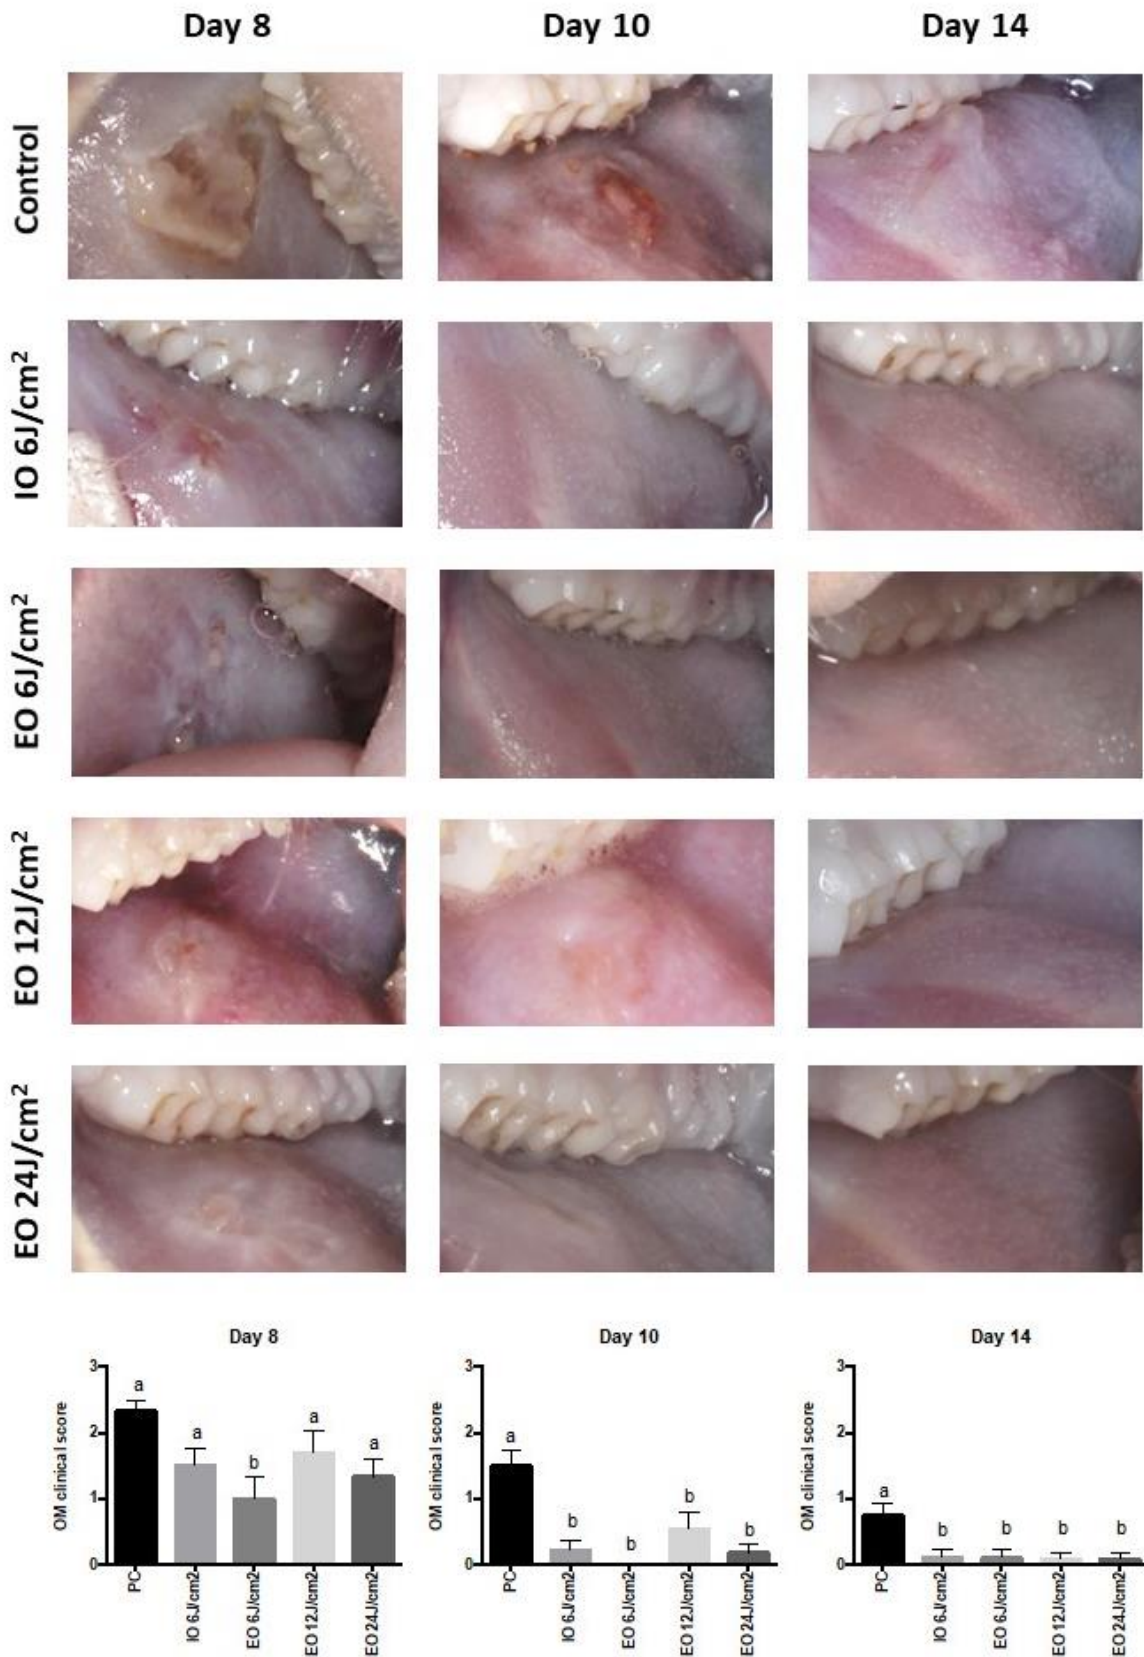 Day 8 Day 10 Day 14
Control
IO 6J/cm²
EO 6J/cm²
EO 12J/cm²
EO 24J/cm²
Day 8
OM clinical score
3
2
1
0
a
a
b
a
a
PC
IO 6J/cm2
EO 6J/cm2
EO 12J/cm2
EO 24J/cm2
Day 10
OM clinical score
3
2
1
0
a
b
b
b
b
PC
IO 6J/cm2
EO 6J/cm2
EO 12J/cm2
EO 24J/cm2
Day 14
OM clinical score
3
2
1
0
a
b
b
b
b
PC
IO 6J/cm2
EO 6J/cm2
EO 12J/cm2
EO 24J/cm2